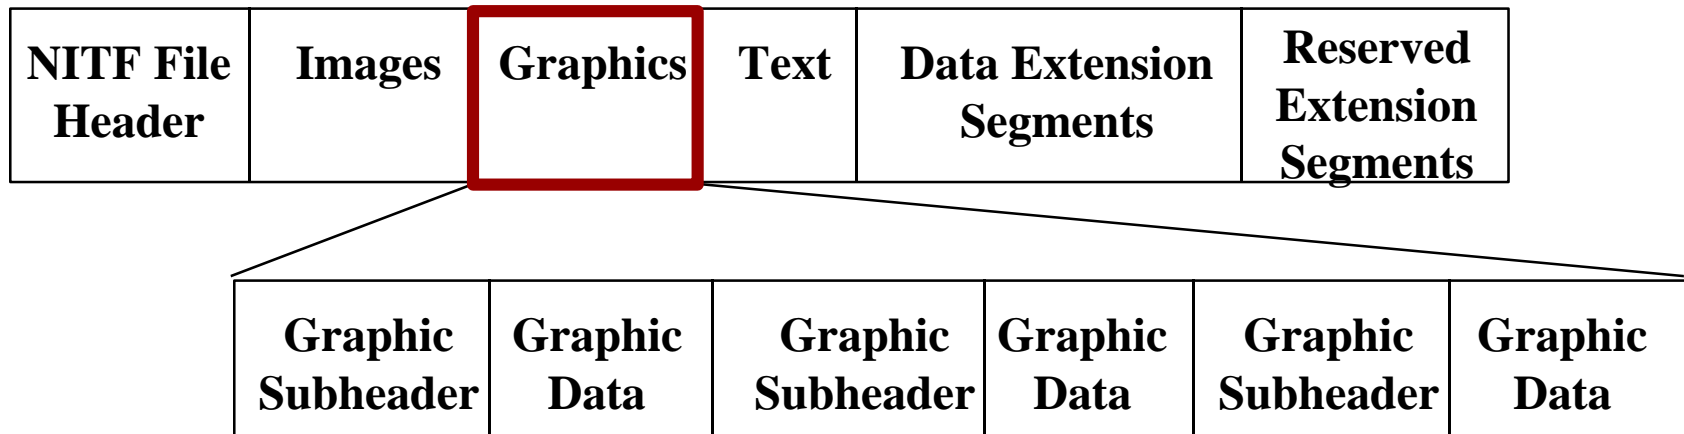 NITF File
Header
Images
Graphics
Text
Data Extension
Segments
Reserved
Extension
Segments
Graphic
Subheader
Graphic
Data
Graphic
Subheader
Graphic
Data
Graphic
Subheader
Graphic
Data